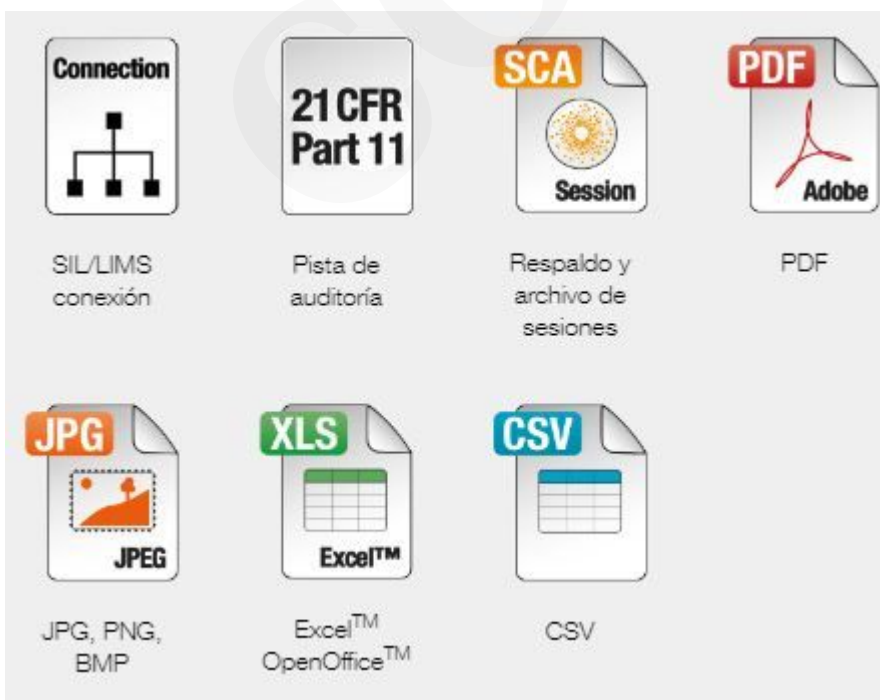 Connection
21 CFR
Part 11
SCA
Session
PDF
Adobe
SIL/LIMS
conexión
Pista de
auditoría
Respaldo y
archivo de
sesiones
PDF
JPG
JPEG
XLS
Excel™
CSV
JPG, PNG,
BMP
Excel™
OpenOffice™
CSV